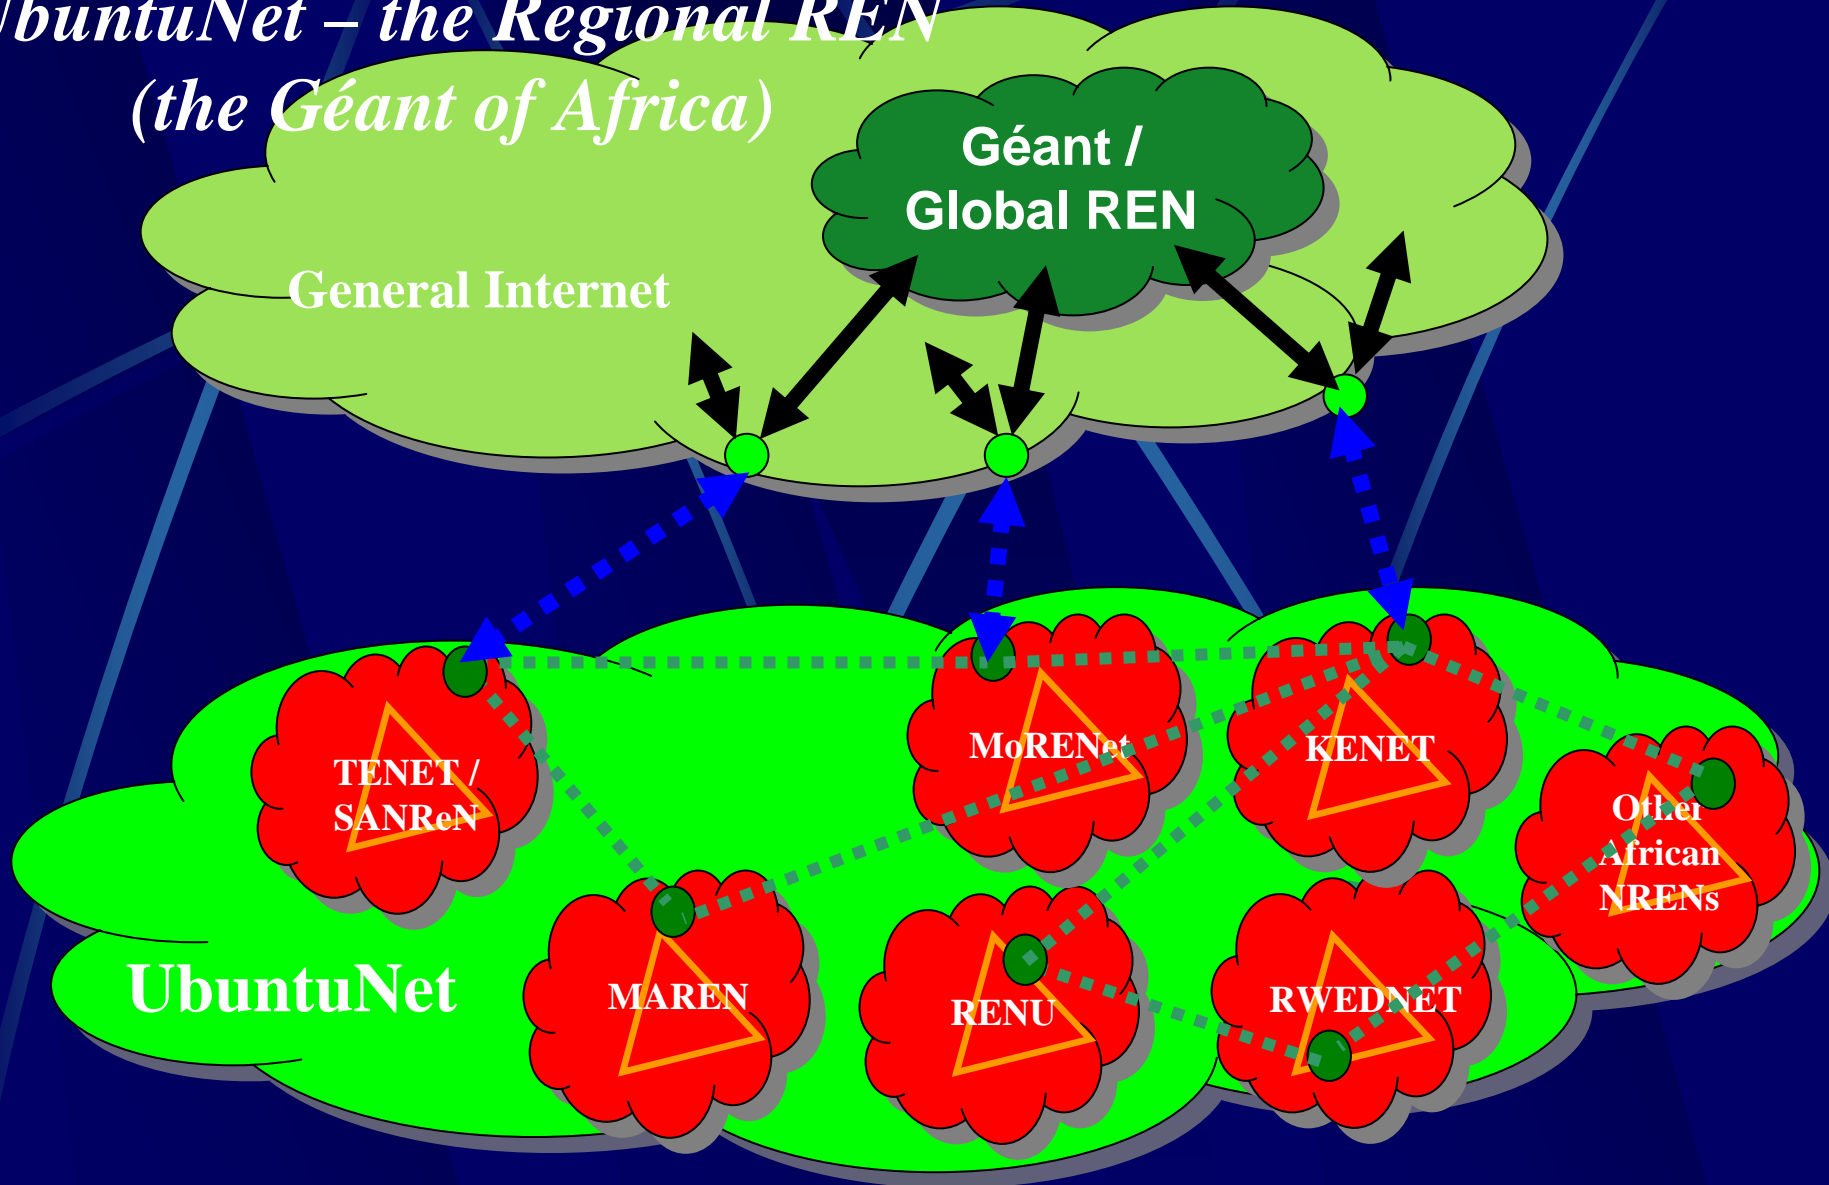 UbuntuNet – the Regional REN
(the Géant of Africa)
Géant /
Global REN
General Internet
TENET /
SANReN
MoRENet
KENET
Other
African
NRENs
UbuntuNet
MAREN
RENU
RWEDNET